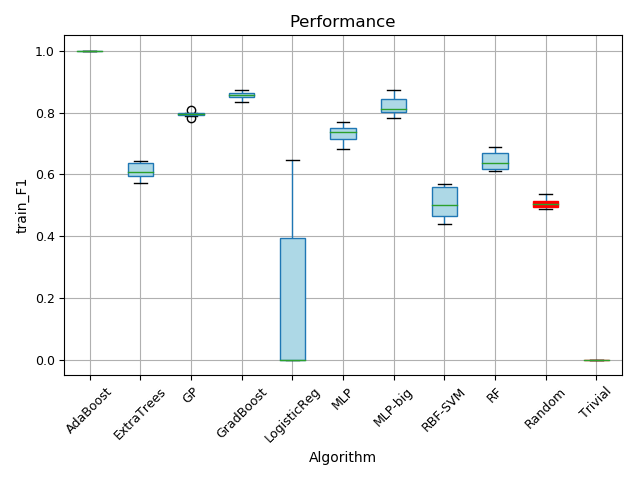 Performance
train_F1
1.0
0.8
0.6
0.4
0.2
0.0
AdaBoost
ExtraTrees
GP
GradBoost
LogisticReg
MLP
MLP-big
RBF-SVM
RF
Random
Trivial
Algorithm